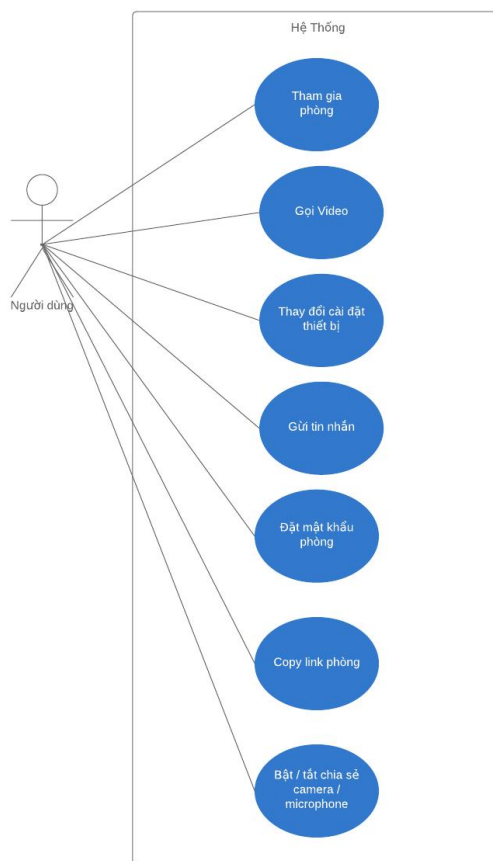 Hệ Thống
Tham gia
phòng
Gọi Video
Người dùng
Thay đổi cài đặt
thiết bị
Gửi tin nhắn
Đặt mật khẩu
phòng
Copy link phòng
Bật / tắt chia sẻ
camera /
microphone